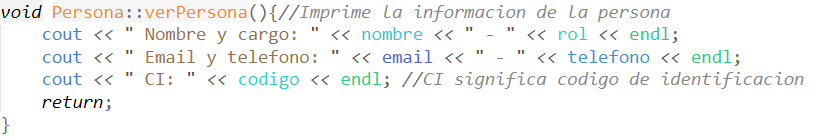 void Persona::verPersona(){//Imprime la informacion de la persona
    cout << " Nombre y cargo: " << nombre << " - " << rol << endl;
    cout << " Email y telefono: " << email << " - " << telefono << endl;
    cout << " CI: " << codigo << endl; //CI significa codigo de identificacion
    return;
}